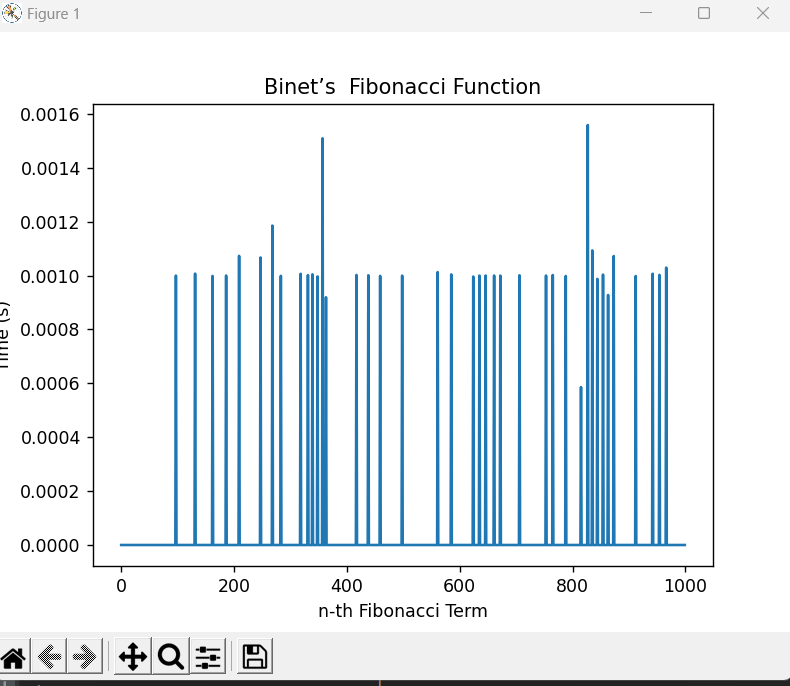 Figure 1
Binet’s  Fibonacci Function
0.0016
0.0014
0.0012
0.0010
0.0008
0.0006
0.0004
0.0002
0.0000
Time (s)
0 200 400 600 800 1000
n-th Fibonacci Term